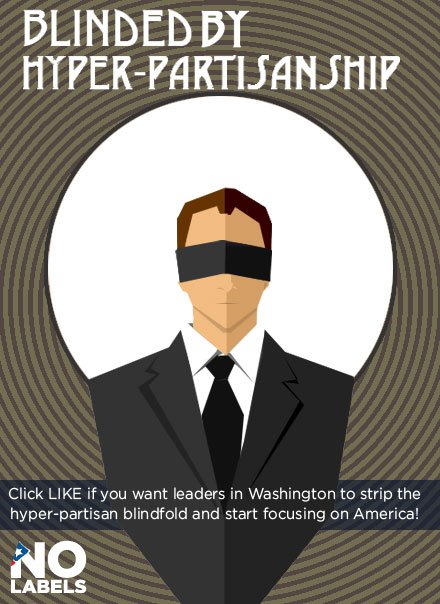 BLINDED BY
HYPER-PARTISANSHIP
Click LIKE if you want leaders in Washington to strip the
hyper-partisan blindfold and start focusing on America!
NO
LABELS